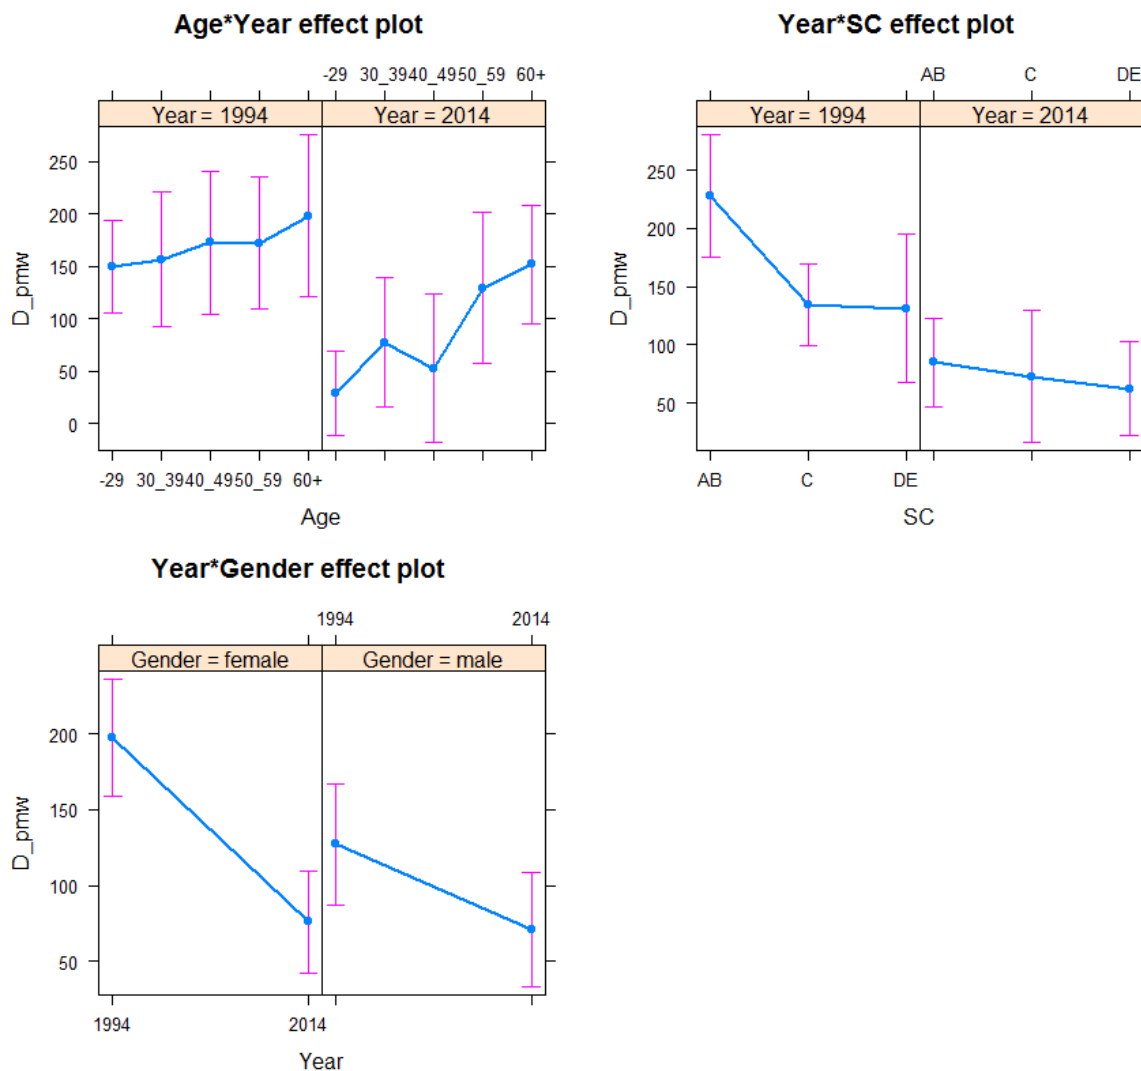 Age*Year effect plot
-29 30_39 40_49 50_59 60+
Year = 1994 Year = 2014
D_pmw
250
200
150
100
50
0
-29 30_39 40_49 50_59 60+
Age
Year*SC effect plot
AB C DE
Year = 1994 Year = 2014
D_pmw
250
200
150
100
50
AB C DE
SC
Year*Gender effect plot
1994 2014
Gender = female Gender = male
D_pmw
200
150
100
50
1994 2014
Year